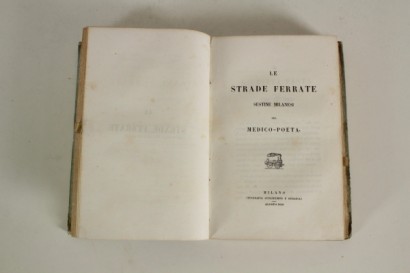 LE
STRADE FERRATE
SESTINE MILANESI
DEL
MEDICO-POETA
MILANO